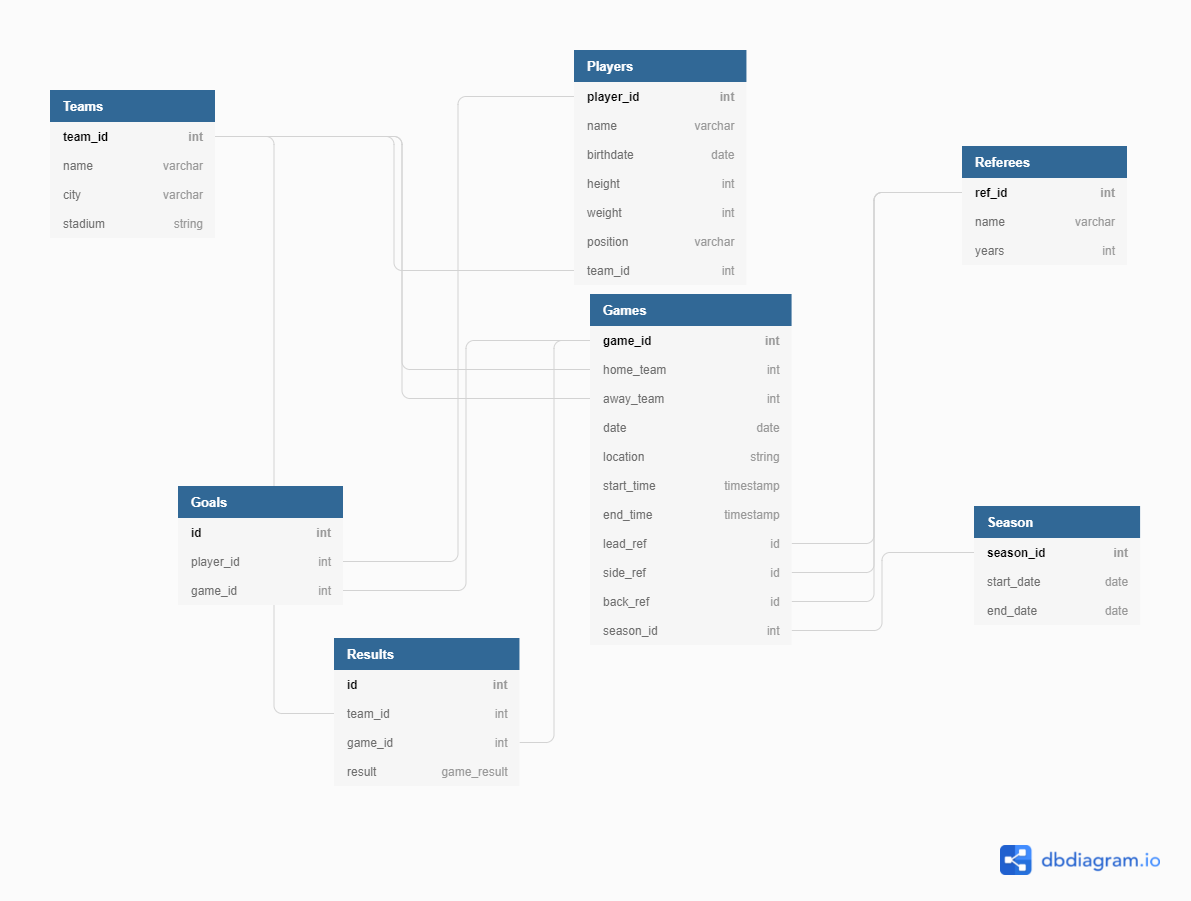 Teams
team_id int
name varchar
city varchar
stadium string
Players
player_id int
name varchar
birthdate date
height int
weight int
position varchar
team_id int
Referees
ref_id int
name varchar
years int
Games
game_id int
home_team int
away_team int
date date
location string
start_time timestamp
end_time timestamp
lead_ref id
side_ref id
back_ref id
season_id int
Goals
id int
player_id int
game_id int
Season
season_id int
start_date date
end_date date
Results
id int
team_id int
game_id int
result game_result
dbdiagram.io